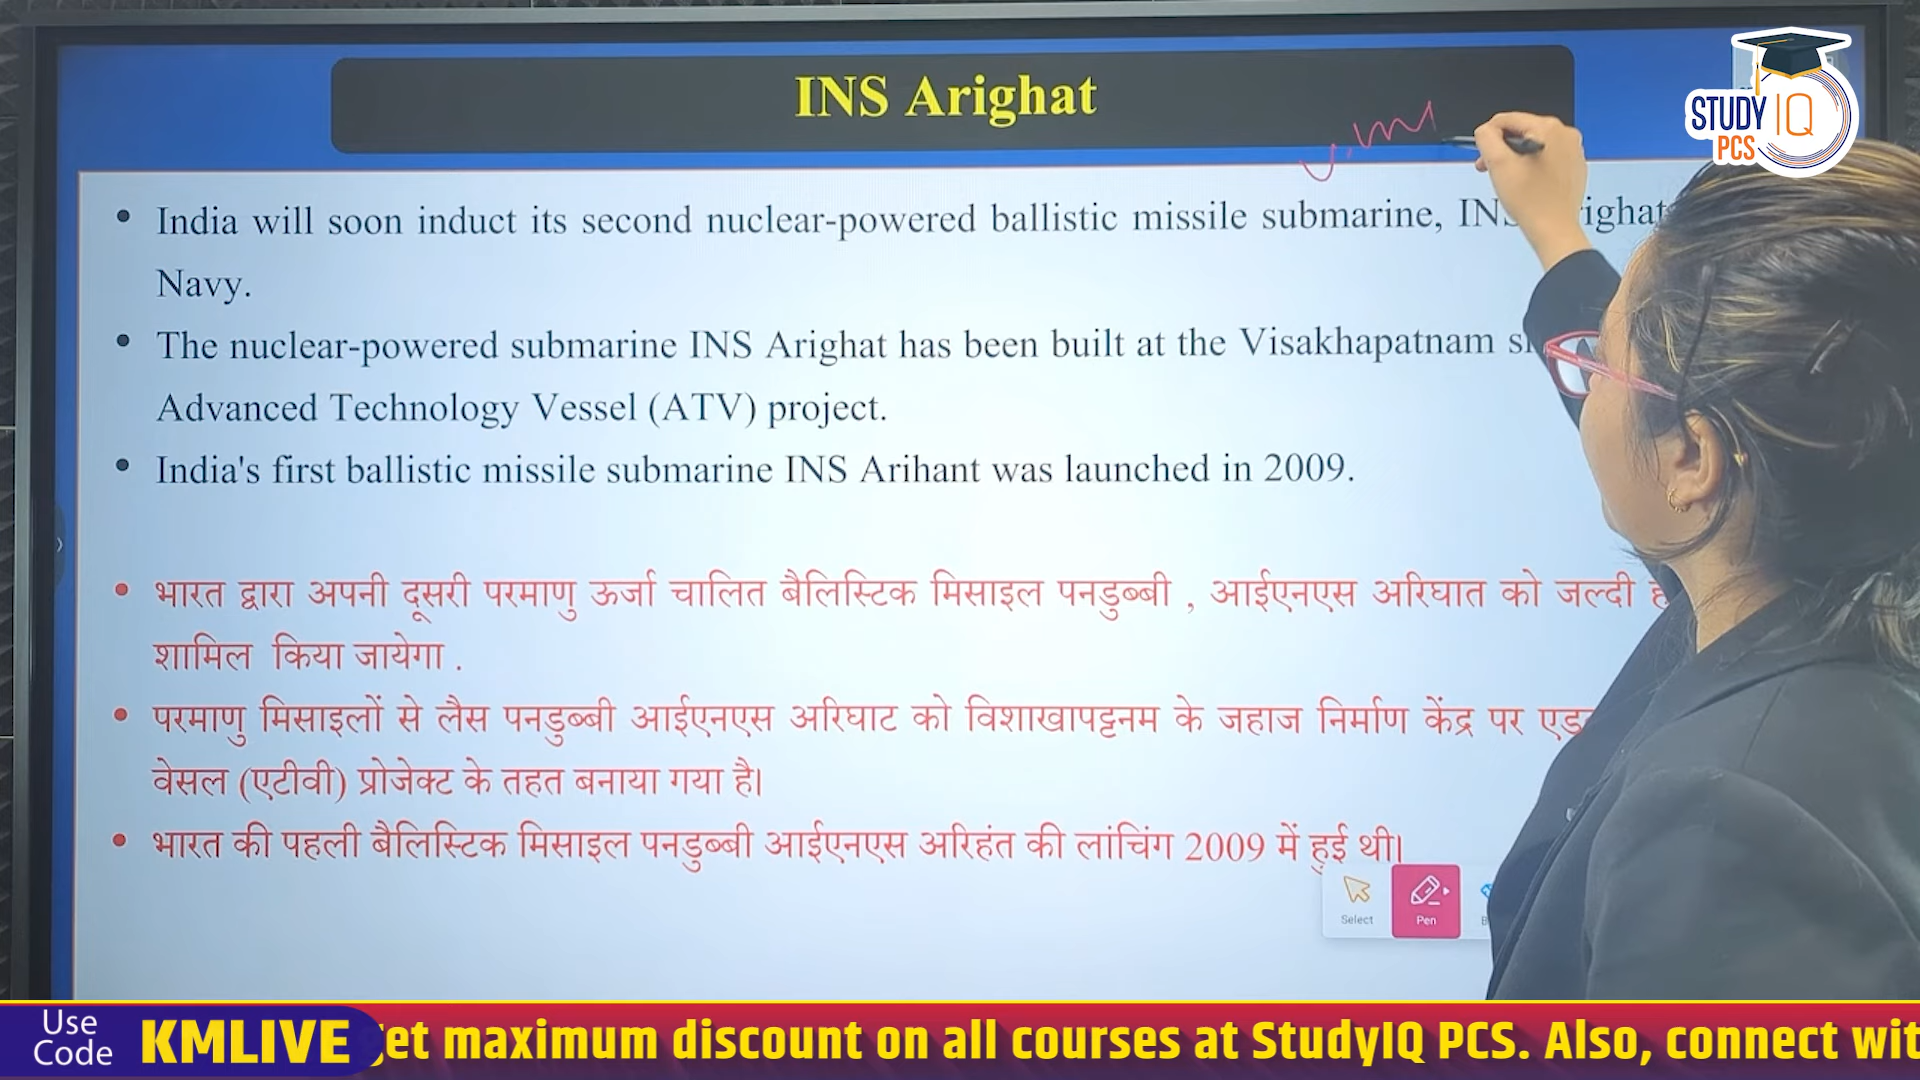 INS Arighat
STUDY IQ
PCS
India will soon induct its second nuclear-powered ballistic missile submarine,
Navy.
The nuclear-powered submarine INS Arighat has been built at the Visakhapatnam
Advanced Technology Vessel (ATV) project.
India's first ballistic missile submarine INS Arihant was launched in 2009.
भारत द्वारा अपनी दूसरी परमाणु ऊर्जा चालित बैलिस्टिक मिसाइल पनडुब्बी , आईएनएस अरिघात को जल्दी
शामिल किया जायेगा .
परमाणु मिसाइलों से लैस पनडुब्बी आईएनएस अरिघाट को विशाखापट्टनम के जहाज निर्माण केंद्र पर
वेसल (एटीवी) प्रोजेक्ट के तहत बनाया गया है।
भारत की पहली बैलिस्टिक मिसाइल पनडुब्बी आईएनएस अरिहंत की लांचिंग 2009 में हुई थी।
Select
Pen
Use
Code
KMLIVE
et maximum discount on all courses at StudyIQ PCS. Also, connect wit